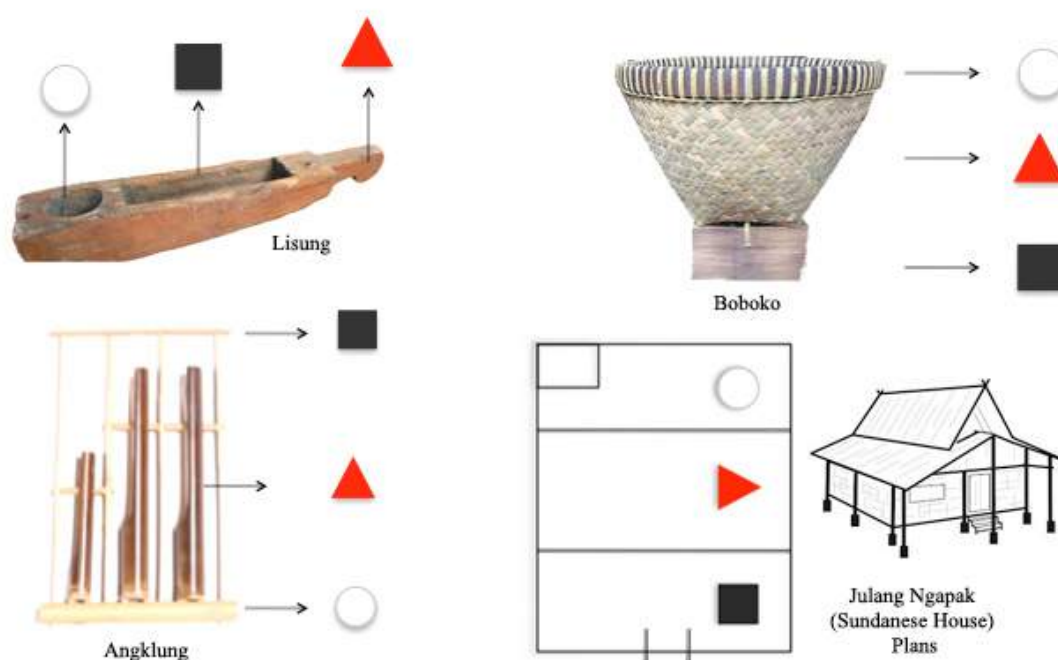 Lisung
Boboko
Angklung
Julang Ngapak
(Sundanese House)
Plans